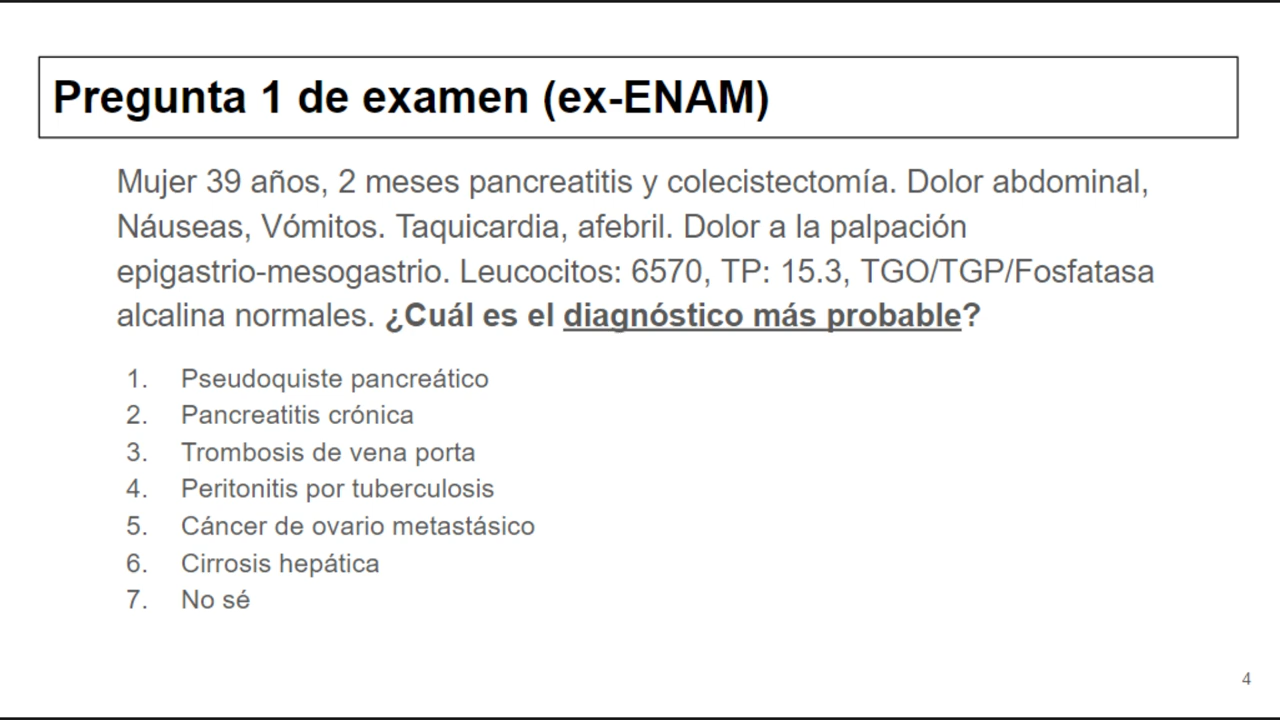 Pregunta 1 de examen (ex-ENAM)
Mujer 39 años, 2 meses pancreatitis y colecistectomía. Dolor abdominal,
Náuseas, Vómitos. Taquicardia, afebril. Dolor a la palpación
epigastrio-mesogastrio. Leucocitos: 6570, TP: 15.3, TGO/TGP/Fosfatasa
alcalina normales. ¿Cuál es el diagnóstico más probable?
1. Pseudoquiste pancreático
2. Pancreatitis crónica
3. Trombosis de vena porta
4. Peritonitis por tuberculosis
5. Cáncer de ovario metastásico
6. Cirrosis hepática
7. No sé
4